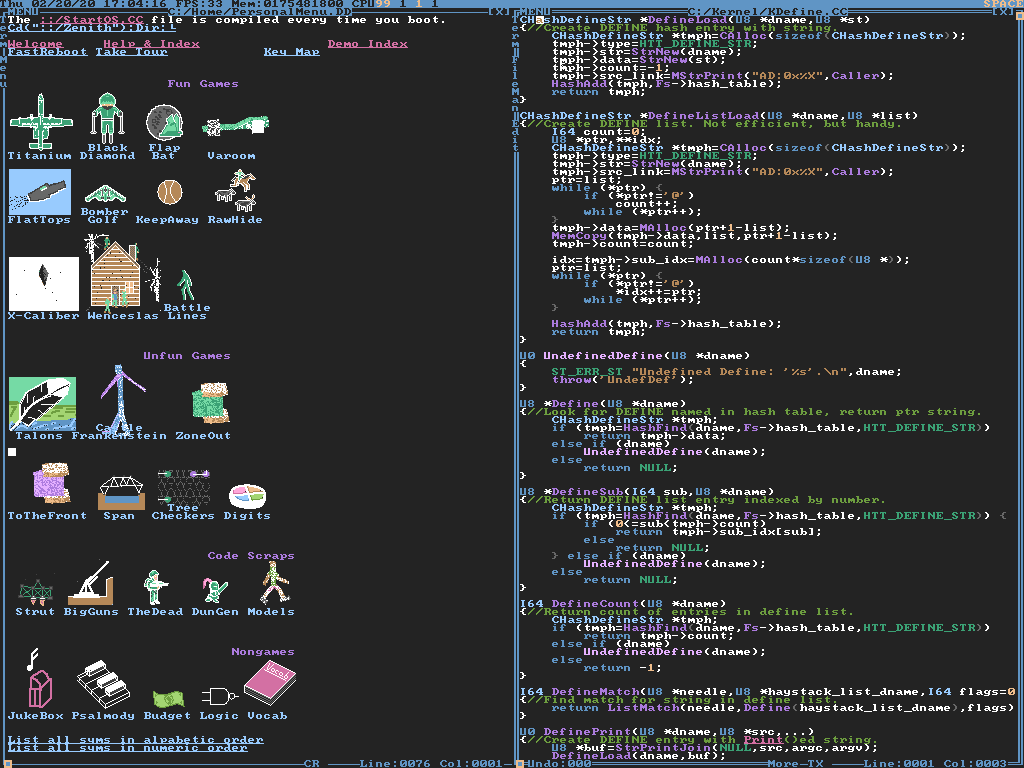 Thu 02/20/20 17:04:16 FPS:33 Mem:0175481800 CPU99 1 1 1
SPACE
MENU C:/Home/PersonalMenu.DD [X]
The ::/StartOS.CC file is compiled every time you boot.
Cd("::/Zenith");Dir;
Welcome Help & Index Demo Index
FastReboot Take Tour Key Map
Fun Games
Titanium Black Diamond Flap Bat Varoom
FlatTops Bomber Golf KeepAway RawHide
X-Caliber Wenceslas Battle Lines
Unfun Games
Talons Castle Frankenstein ZoneOut
ToTheFront Span Tree Checkers Digits
Code Scraps
Strut BigGuns TheDead DunGen Models
Nongames
Vocab
JukeBox Psalmody Budget Logic Vocab
List all syms in alphabetic order
List all syms in numeric order
CR Line:0076 Col:0001
MENU C:/Kernel/KDefine.CC [X]
CHashDefineStr *DefineLoad(U8 *dname,U8 *st)
{//Create hash entry with string.
CHashDefineStr *tmph=CAlloc(sizeof(CHashDefineStr));
tmph->type=HTT_DEFINE_STR;
tmph->str=StrNew(dname);
tmph->data=StrNew(st);
tmph->count=-1;
tmph->src_link=MStrPrint("AD:0x%X",Caller);
HashAdd(tmph,Fs->hash_table);
return tmph;
}
CHashDefineStr *DefineListLoad(U8 *dname,U8 *list)
{//Create DEFINE list. Not efficient, but handy.
I64 count=0;
U8 *ptr,**idx;
CHashDefineStr *tmph=CAlloc(sizeof(CHashDefineStr));
tmph->type=HTT_DEFINE_STR;
tmph->str=StrNew(dname);
tmph->src_link=MStrPrint("AD:0x%X",Caller);
ptr=list;
while (*ptr) {
if (*ptr!='@')
count++;
while (*ptr++);
}
tmph->data=MAlloc(ptr+1-list);
MemCopy(tmph->data,list,ptr+1-list);
tmph->count=count;
idx=tmph->sub_idx=MAlloc(count*sizeof(U8 *));
ptr=list;
while (*ptr) {
if (*ptr!='@')
*idx++=ptr;
while (*ptr++);
}
HashAdd(tmph,Fs->hash_table);
return tmph;
}
U0 UndefinedDefine(U8 *dname)
{
ST_ERR_ST "Undefined Define: '%s'.\n",dname;
throw('UndefDef');
}
U8 *Define(U8 *dname)
{//Look for DEFINE named in hash table, return ptr string.
CHashDefineStr *tmph;
if (tmph=HashFind(dname,Fs->hash_table,HTT_DEFINE_STR))
return tmph->data;
else if (dname)
UndefinedDefine(dname);
else
return NULL;
}
U8 *DefineSub(I64 sub,U8 *dname)
{//Return DEFINE list entry indexed by number.
CHashDefineStr *tmph;
if (tmph=HashFind(dname,Fs->hash_table,HTT_DEFINE_STR)) {
if (0<=sub<tmph->count)
return tmph->sub_idx[sub];
else
return NULL;
} else if (dname)
UndefinedDefine(dname);
else
return NULL;
}
I64 DefineCount(U8 *dname)
{//Return count of entries in define list.
CHashDefineStr *tmph;
if (tmph=HashFind(dname,Fs->hash_table,HTT_DEFINE_STR))
return tmph->count;
else if (dname)
UndefinedDefine(dname);
else
return -1;
}
I64 DefineMatch(U8 *needle,U8 *haystack_list_dname,I64 flags=0
{//Find match for string in define list.
return ListMatch(needle,Define(haystack_list_dname),flags)
}
U0 DefinePrint(U8 *dname,U8 *src,...)
{//Create DEFINE entry with Print()ed string.
U8 *buf=StrPrintJoin(NULL,src,argc,argv);
DefineLoad(dname,buf);
Undo:000 More-TX Line:0001 Col:0003